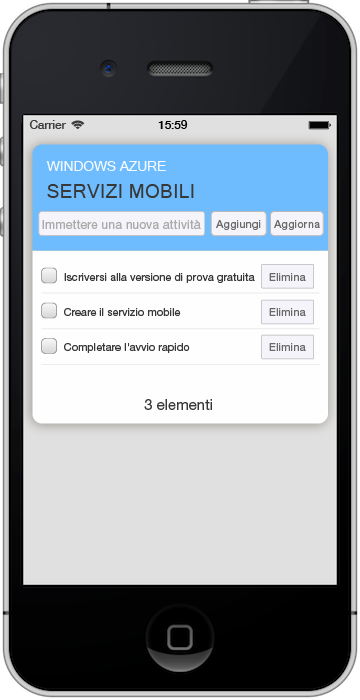 Carrier 15:59
WINDOWS AZURE
SERVIZI MOBILI
Immettere una nuova attività Aggiungi Aggiorna
Iscriversi alla versione di prova gratuita Elimina
Creare il servizio mobile Elimina
Completare l'avvio rapido Elimina
3 elementi